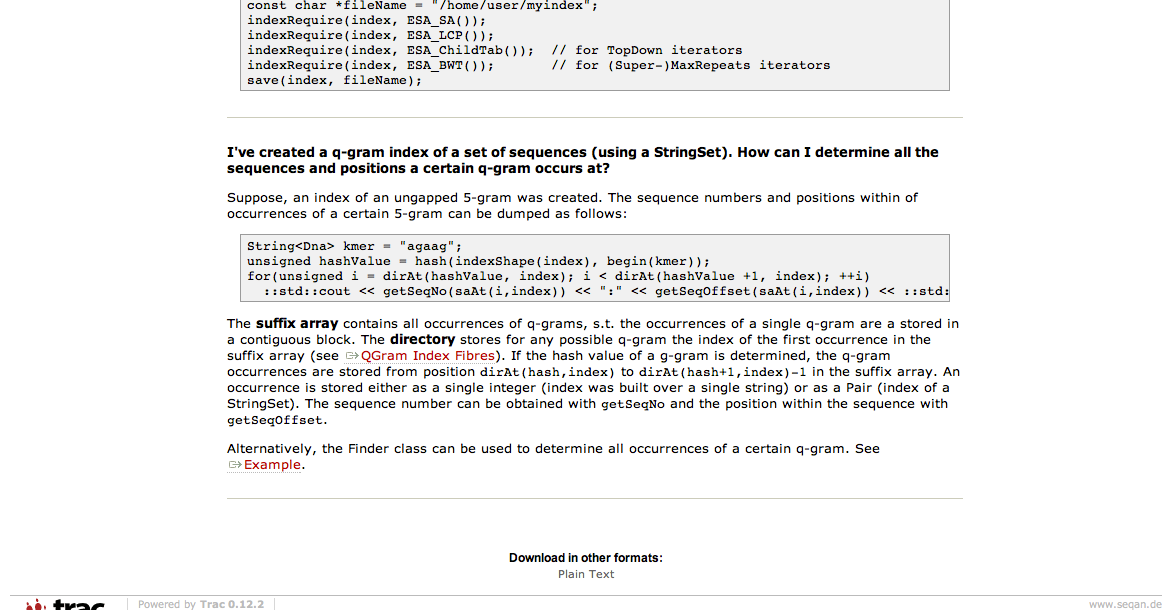 const char *fileName = "/home/user/myindex";
indexRequire(index, ESA_SA());
indexRequire(index, ESA_LCP());
indexRequire(index, ESA_ChildTab());  // for TopDown iterators
indexRequire(index, ESA_BWT());       // for (Super-)MaxRepeats iterators
save(index, fileName);
I've created a q-gram index of a set of sequences (using a StringSet). How can I determine all the
sequences and positions a certain q-gram occurs at?
Suppose, an index of an ungapped 5-gram was created. The sequence numbers and positions within of
occurrences of a certain 5-gram can be dumped as follows:
String<Dna> kmer = "agaag";
unsigned hashValue = hash(indexShape(index), begin(kmer));
for(unsigned i = dirAt(hashValue, index); i < dirAt(hashValue +1, index); ++i)
  ::std::cout << getSeqNo(saAt(i,index)) << ":" << getSeqOffset(saAt(i,index)) << ::std:
The suffix array contains all occurrences of q-grams, s.t. the occurrences of a single q-gram are a stored in
a contiguous block. The directory stores for any possible q-gram the index of the first occurrence in the
suffix array (see QGram Index Fibres). If the hash value of a g-gram is determined, the q-gram
occurrences are stored from position dirAt(hash,index) to dirAt(hash+1,index)-1 in the suffix array. An
occurrence is stored either as a single integer (index was built over a single string) or as a Pair (index of a
StringSet). The sequence number can be obtained with getSeqNo and the position within the sequence with
getSeqOffset.
Alternatively, the Finder class can be used to determine all occurrences of a certain q-gram. See
Example.
Download in other formats:
Plain Text
trac
Powered by Trac 0.12.2
www.seqan.de